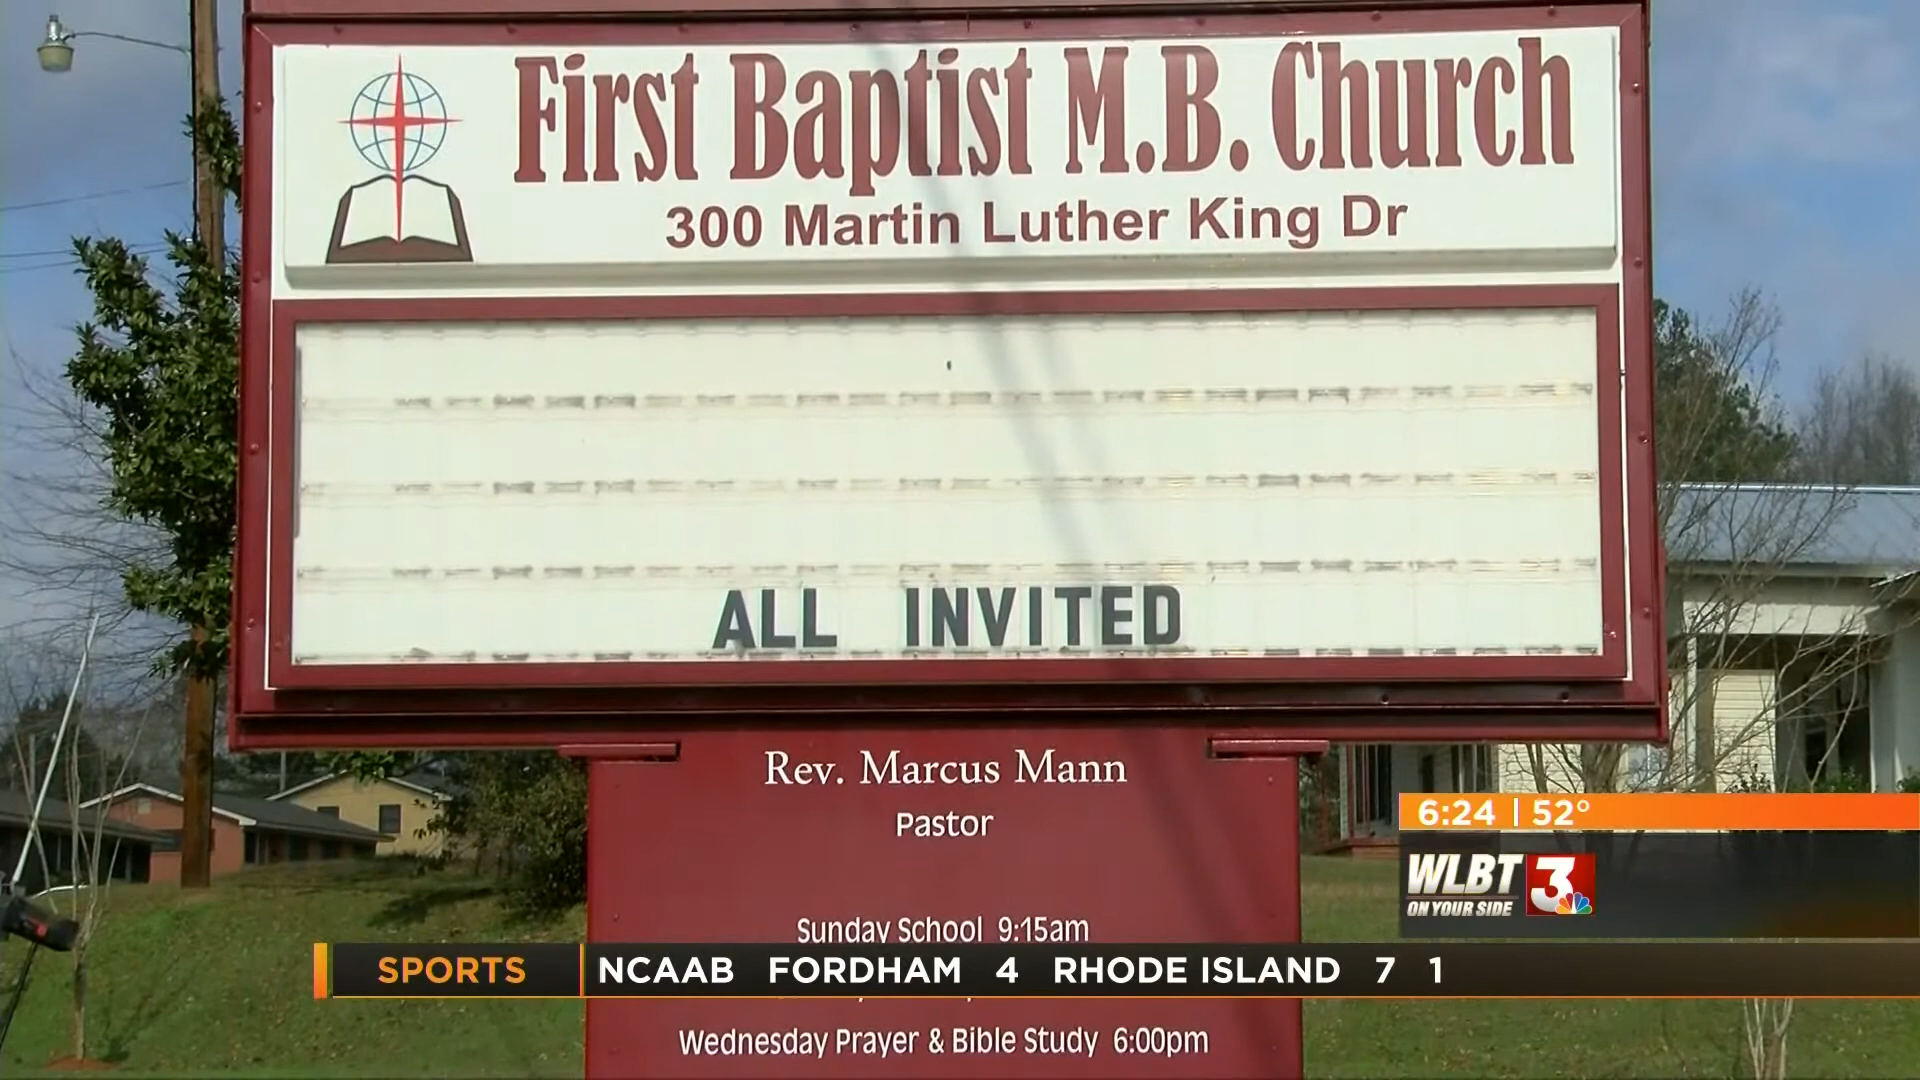 First Baptist M.B. Church
300 Martin Luther King Dr
ALL INVITED
Rev. Marcus Mann
Pastor
Sunday School 9:15am
Wednesday Prayer & Bible Study 6:00pm
6:24 | 52°
WLBT 3
ON YOUR SIDE
SPORTS NCAAB FORDHAM 4 RHODE ISLAND 7 1